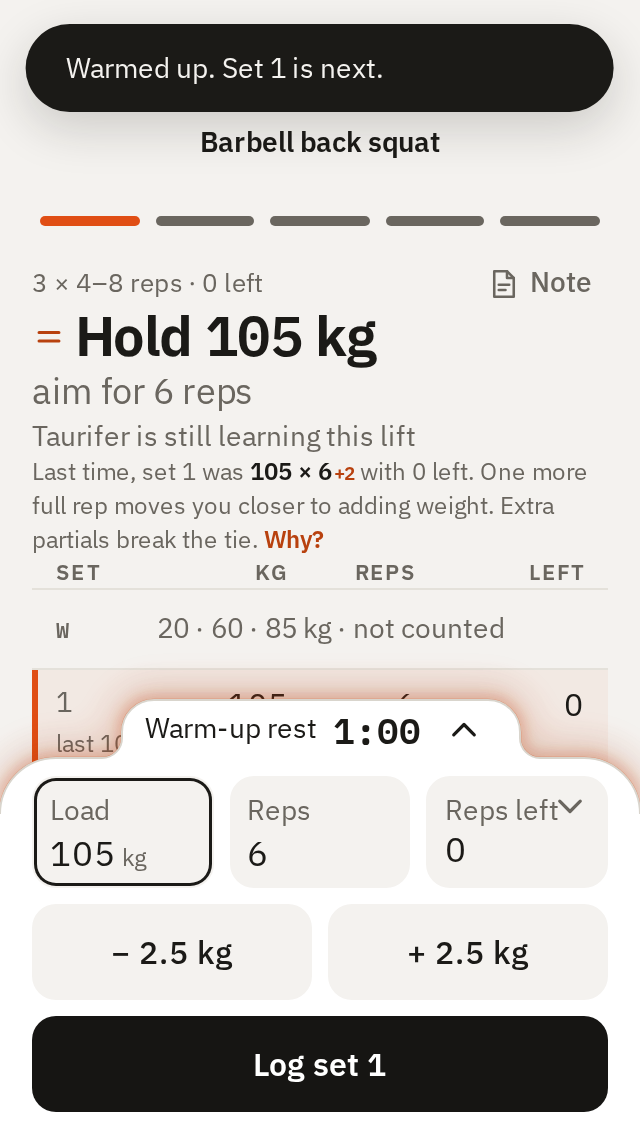 Warmed up. Set 1 is next.
Barbell back squat
3 × 4–8 reps · 0 left
Note
= Hold 105 kg
aim for 6 reps
Taurifer is still learning this lift
Last time, set 1 was 105 × 6 +2 with 0 left. One more
full rep moves you closer to adding weight. Extra
partials break the tie. Why?
SET KG REPS LEFT
W 20 · 60 · 85 kg · not counted
1 105 6 0
last 10
Warm-up rest 1:00
Load Reps Reps left
105 kg 6 0
− 2.5 kg + 2.5 kg
Log set 1